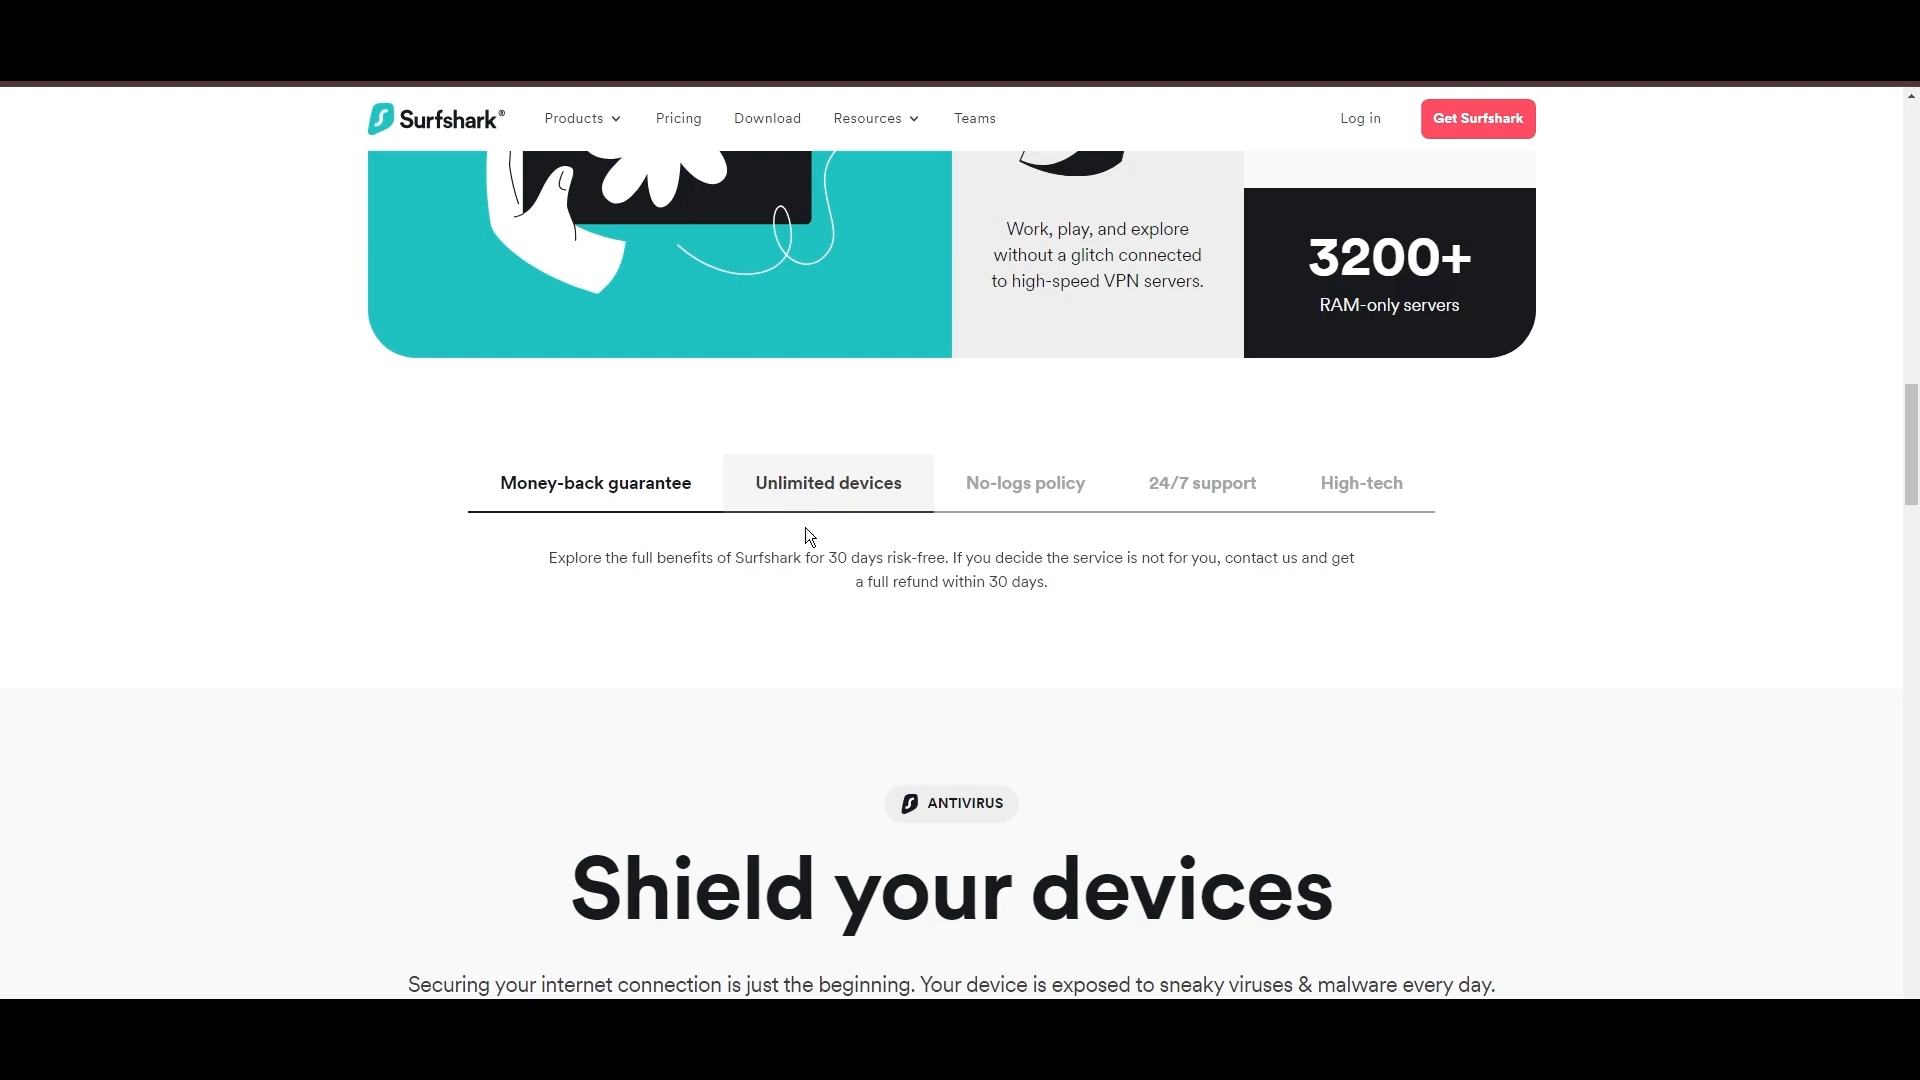 Surfshark®
Products
Pricing
Download
Resources
Teams
Log in
Get Surfshark
Work, play, and explore
without a glitch connected
to high-speed VPN servers.
3200+
RAM-only servers
Money-back guarantee
Unlimited devices
No-logs policy
24/7 support
High-tech
Explore the full benefits of Surfshark for 30 days risk-free. If you decide the service is not for you, contact us and get
a full refund within 30 days.
ANTIVIRUS
Shield your devices
Securing your internet connection is just the beginning. Your device is exposed to sneaky viruses & malware every day.